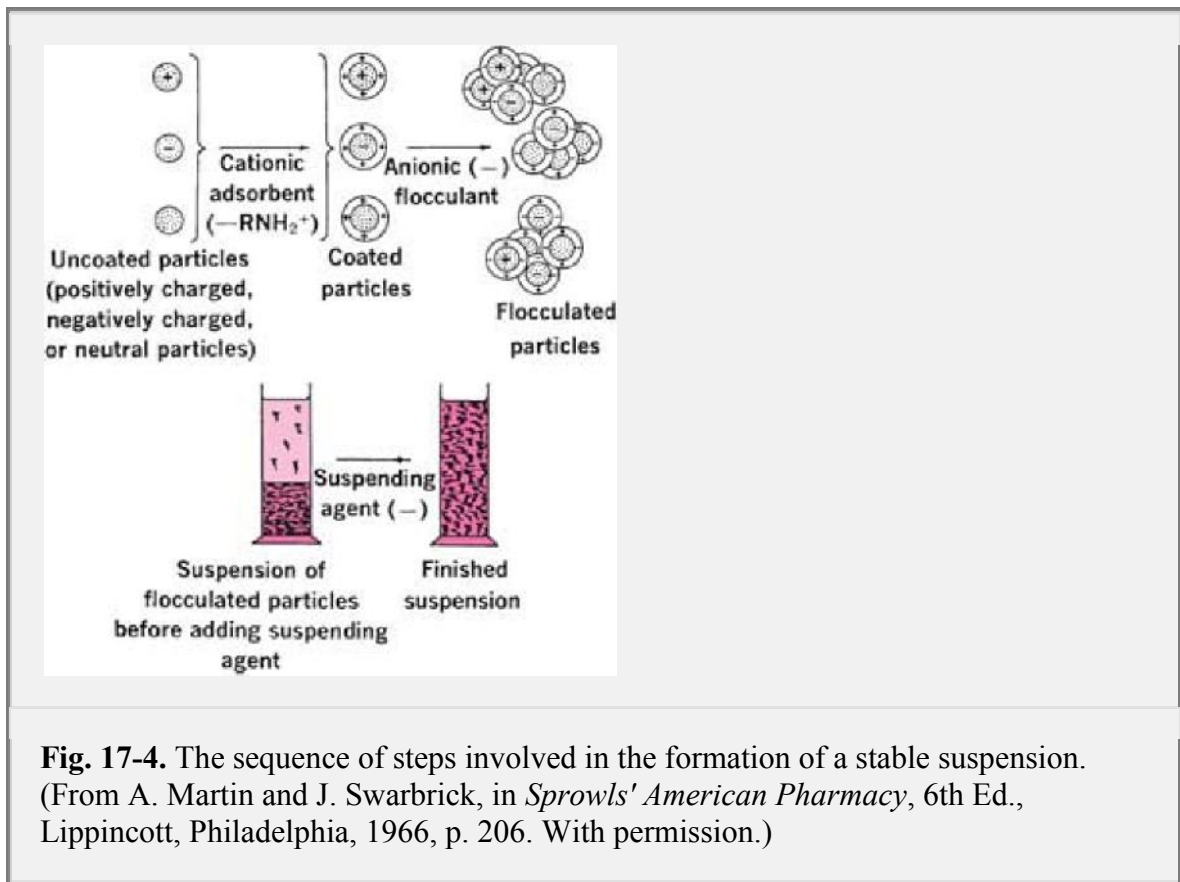 +
−
Cationic
adsorbent
(—RNH₂⁺)
Anionic (−)
flocculant
Uncoated particles
(positively charged,
negatively charged,
or neutral particles)
Coated
particles
Flocculated
particles
Suspending
agent (−)
Suspension of
flocculated particles
before adding suspending
agent
Finished
suspension
Fig. 17-4. The sequence of steps involved in the formation of a stable suspension.
(From A. Martin and J. Swarbrick, in Sprowls' American Pharmacy, 6th Ed.,
Lippincott, Philadelphia, 1966, p. 206. With permission.)